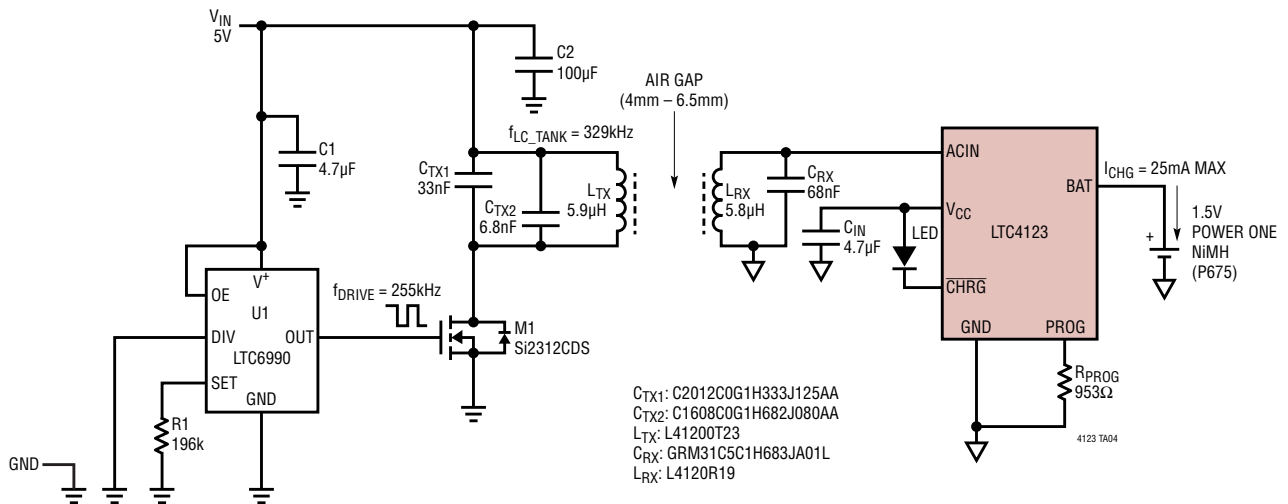 VIN
5V
C2
100µF
AIR GAP
(4mm – 6.5mm)
fLC_TANK = 329kHz
C1
4.7µF
CTX1
33nF
CTX2
6.8nF
LTX
5.9µH
LRX
5.8µH
CRX
68nF
CIN
4.7µF
LED
ACIN
VCC
LTC4123
CHRG
BAT
GND
PROG
ICHG = 25mA MAX
+
1.5V
POWER ONE
NiMH
(P675)
RPROG
953Ω
V+
OE
U1
DIV
OUT
LTC6990
SET
GND
fDRIVE = 255kHz
M1
Si2312CDS
R1
196k
GND
CTX1: C2012C0G1H333J125AA
CTX2: C1608C0G1H682J080AA
LTX: L41200T23
CRX: GRM31C5C1H683JA01L
LRX: L4120R19
4123 TA04